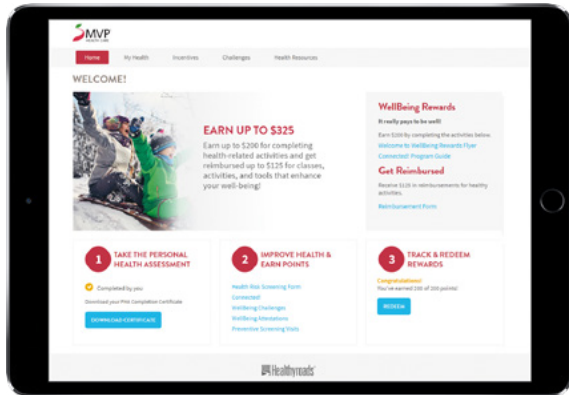 MVP
HEALTH CARE
Home My Health Incentives Challenges Health Resources
WELCOME!
EARN UP TO $325
Earn up to $200 for completing
health-related activities and get
reimbursed up to $125 for classes,
activities, and tools that enhance
your well-being!
WellBeing Rewards
It really pays to be well!
Earn $200 by completing the activities below.
Welcome to WellBeing Rewards Flyer
Connected! Program Guide
Get Reimbursed
Receive $125 in reimbursements for healthy
activities.
Reimbursement Form
1 TAKE THE PERSONAL
HEALTH ASSESSMENT
Completed by you
Download your PHA Completion Certificate
DOWNLOAD CERTIFICATE
2 IMPROVE HEALTH &
EARN POINTS
Health Risk Screening Form
Connected!
WellBeing Challenges
WellBeing Attestations
Preventive Screening Visits
3 TRACK & REDEEM
REWARDS
Congratulations!
You've earned 200 of 200 points!
REDEEM
Healthyroads